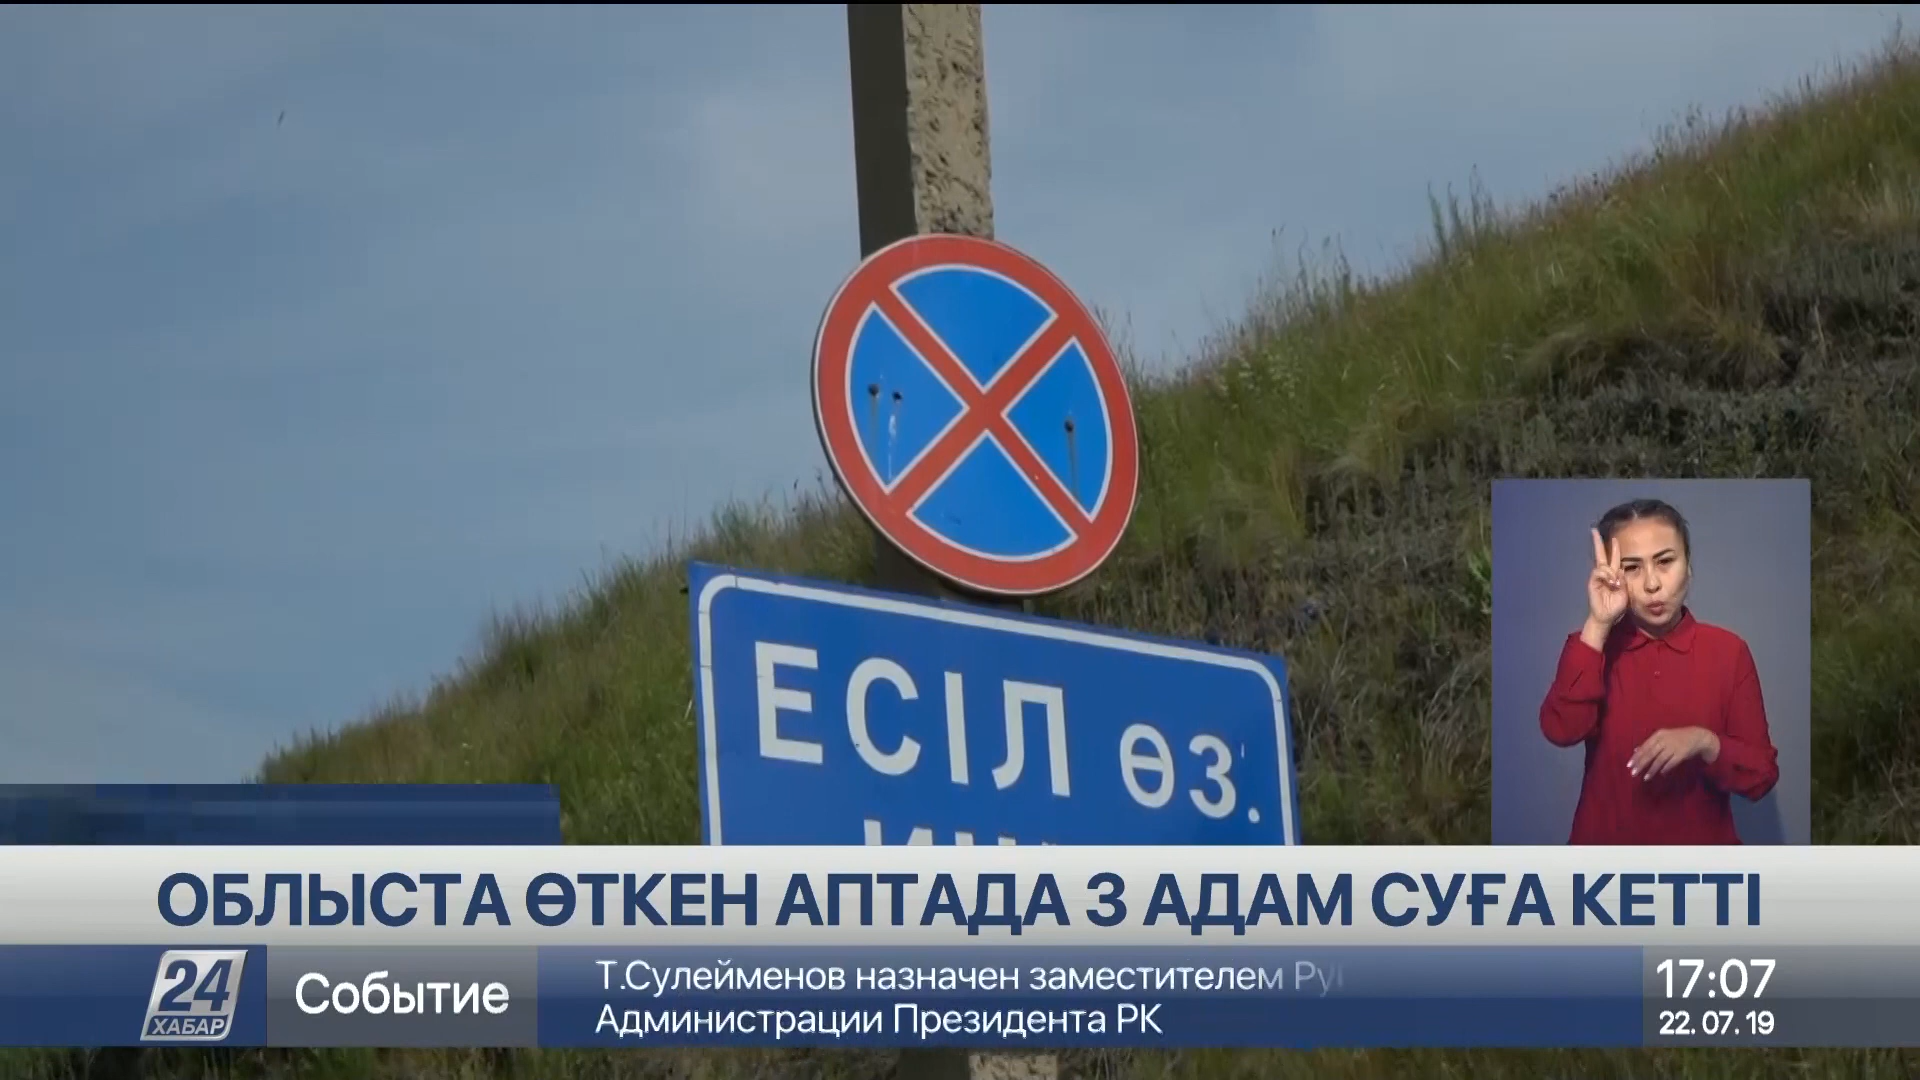 ЕСІЛ өз.
ОБЛЫСТА ӨТКЕН АПТАДА 3 АДАМ СУҒА КЕТТІ
24
ХАБАР
Событие
Т.Сулейменов назначен заместителем
Администрации Президента РК
17:07
22. 07. 19